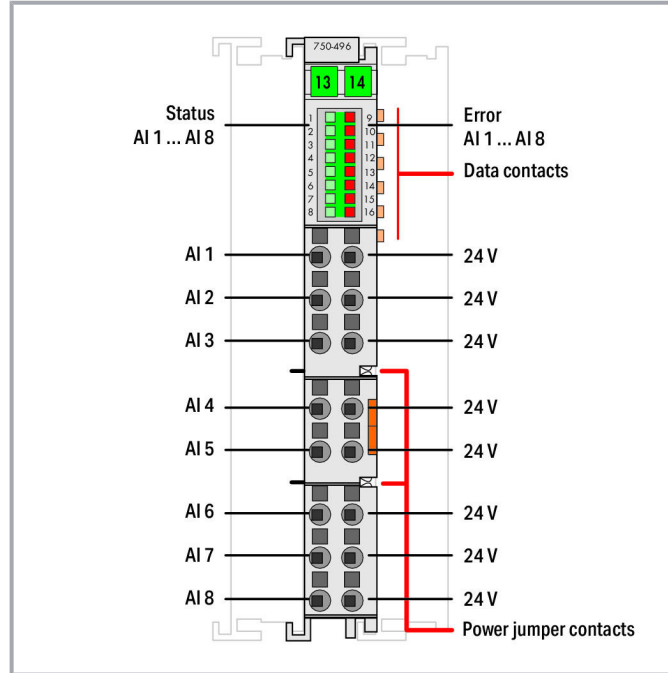 750-496
13 14
Status
AI 1 ... AI 8
Error
AI 1 ... AI 8
1 9
2 10
3 11
4 12
5 13
6 14
7 15
8 16
Data contacts
AI 1 24 V
AI 2 24 V
AI 3 24 V
AI 4 24 V
AI 5 24 V
AI 6 24 V
AI 7 24 V
AI 8 24 V
Power jumper contacts